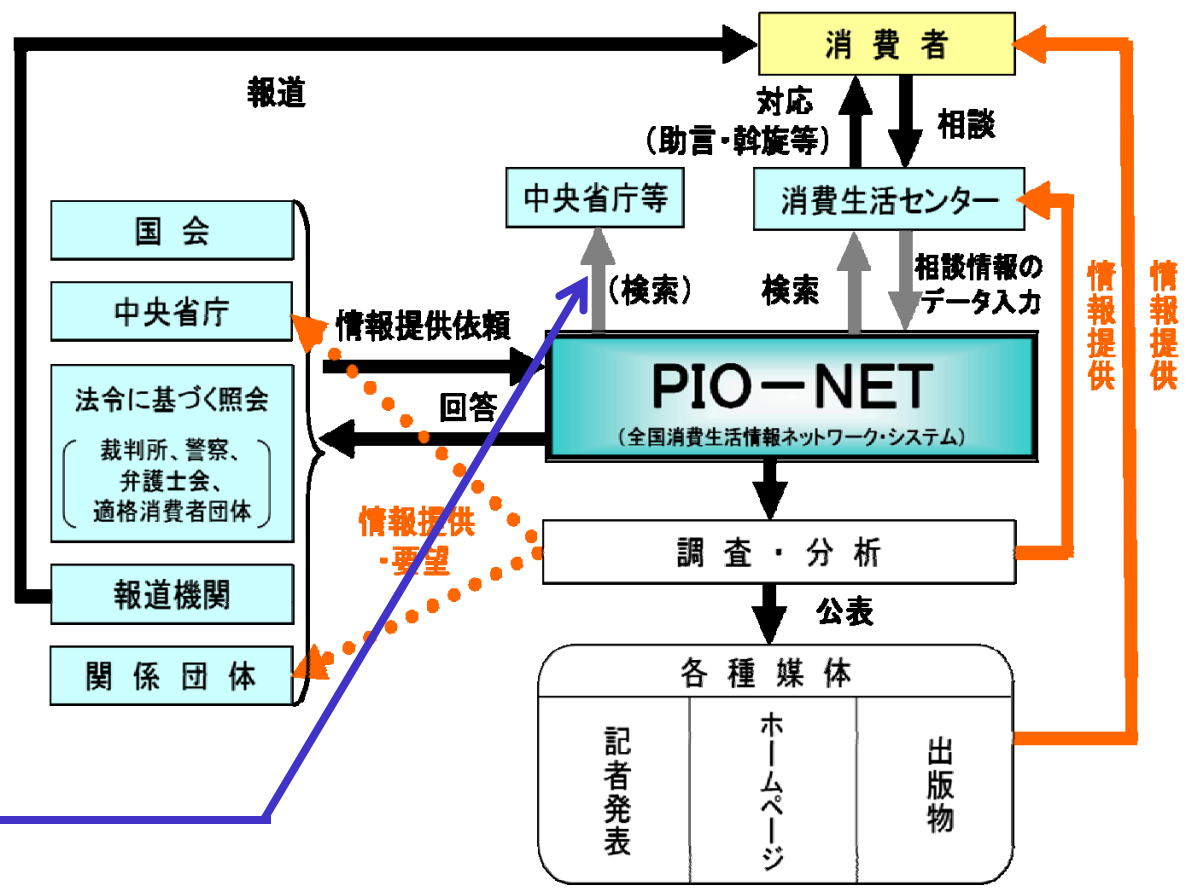 消費者
報道
対応
(助言・斡旋等)
相談
中央省庁等
消費生活センター
国会
(検索)
検索
相談情報の
データ入力
情報提供
情報提供
中央省庁
情報提供依頼
PIO－NET
(全国消費生活情報ネットワーク・システム)
法令に基づく照会
裁判所、警察、
弁護士会、
適格消費者団体
回答
情報提供
・要望
調査・分析
報道機関
公表
関係団体
各種媒体
記者発表
ホームページ
出版物